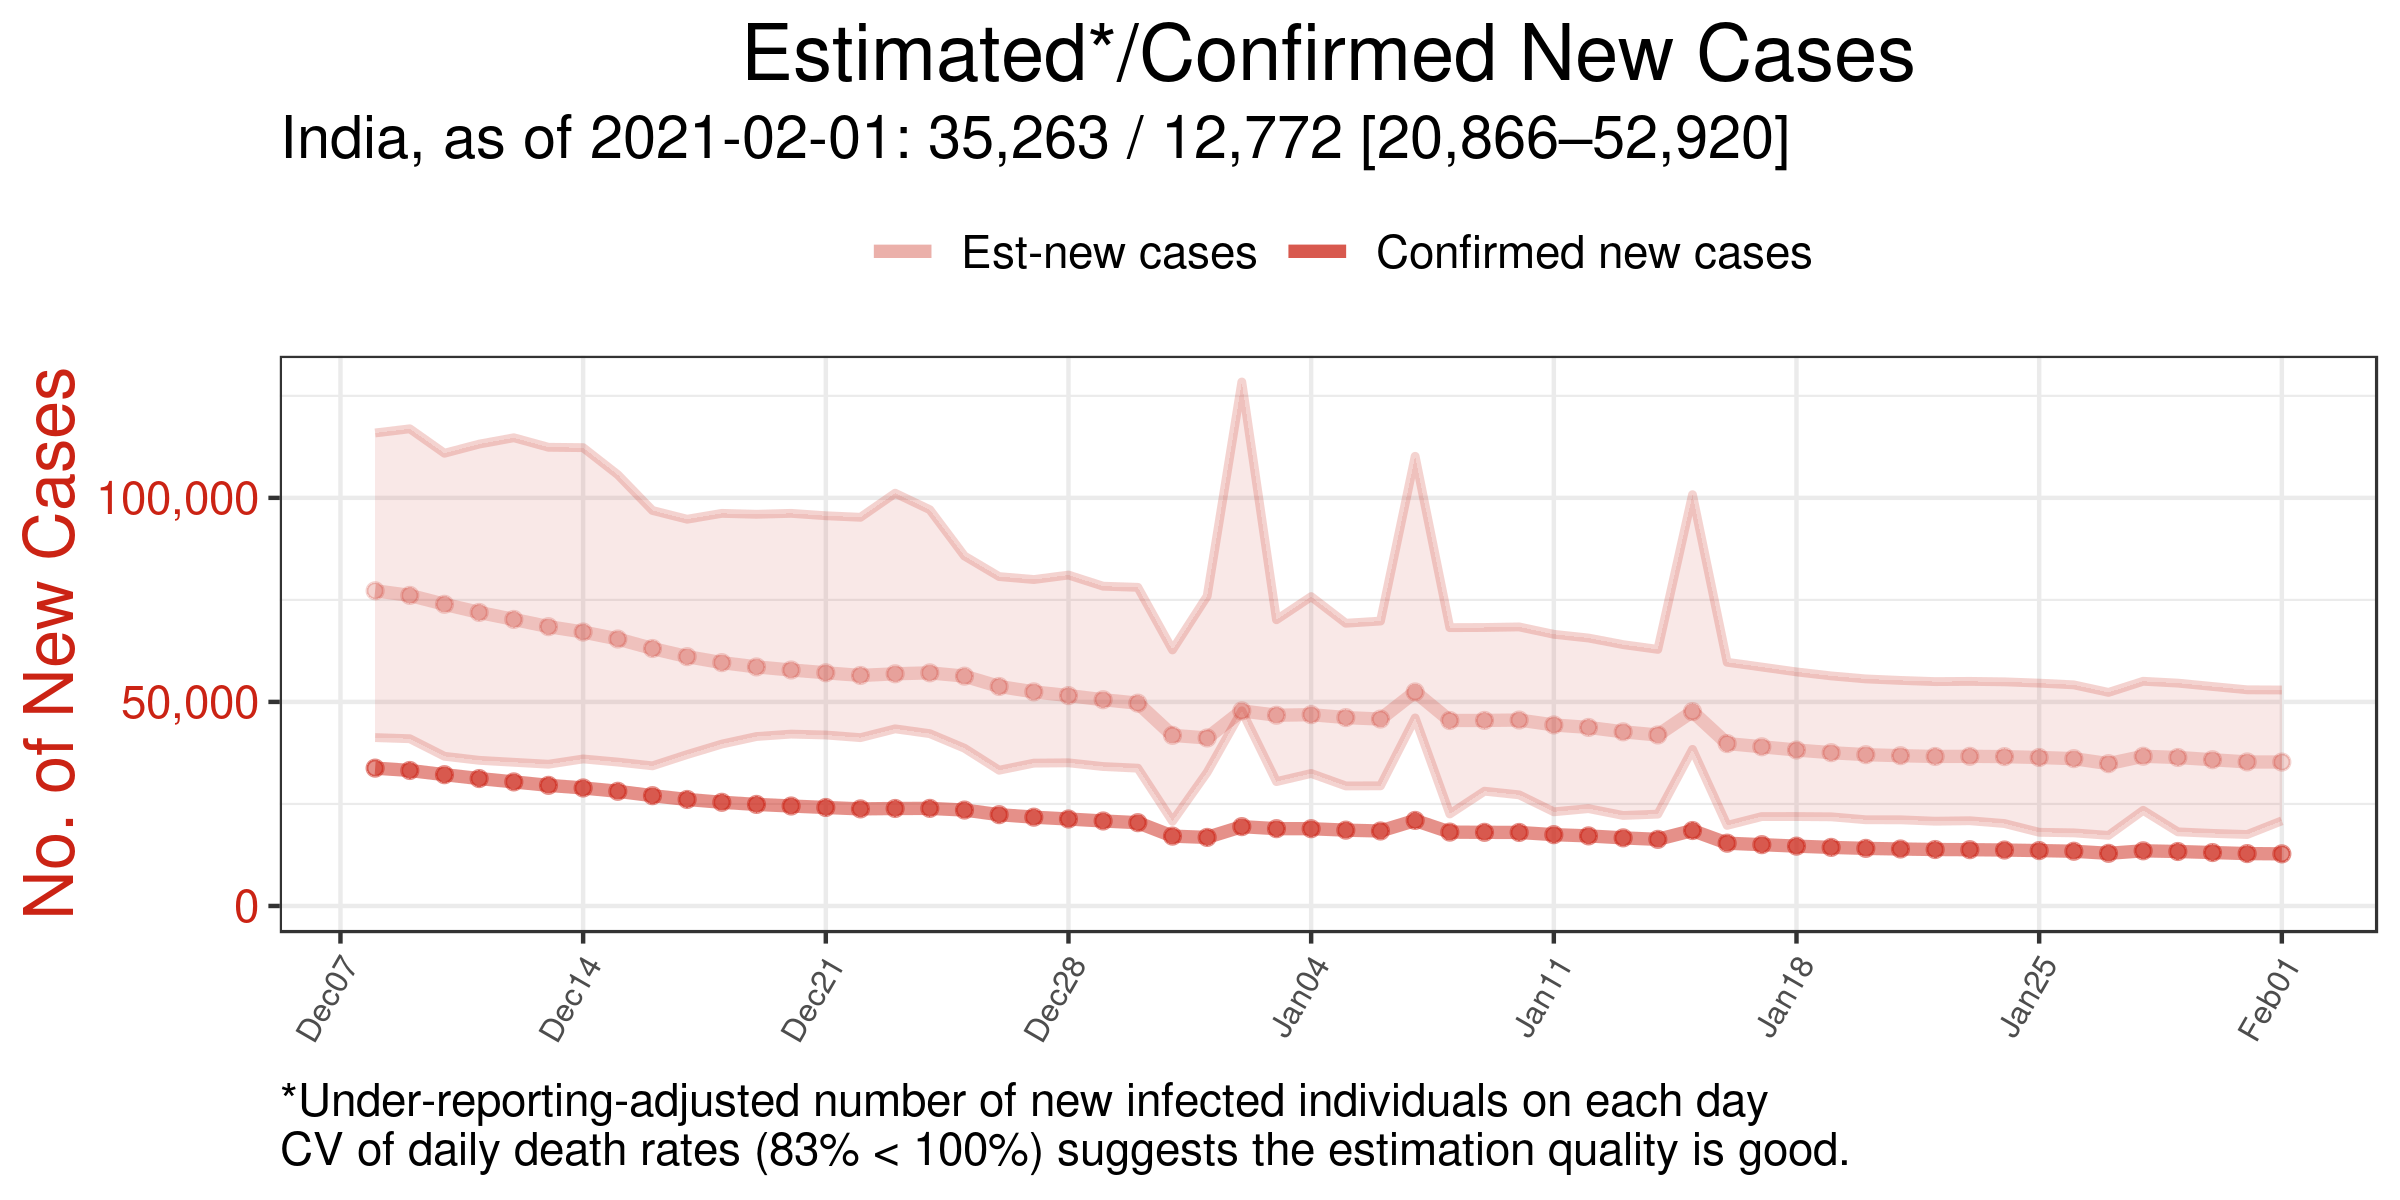 Estimated*/Confirmed New Cases
India, as of 2021-02-01: 35,263 / 12,772 [20,866–52,920]
Est-new cases Confirmed new cases
No. of New Cases
100,000
50,000
0
Dec07 Dec14 Dec21 Dec28 Jan04 Jan11 Jan18 Jan25 Feb01
*Under-reporting-adjusted number of new infected individuals on each day
CV of daily death rates (83% < 100%) suggests the estimation quality is good.